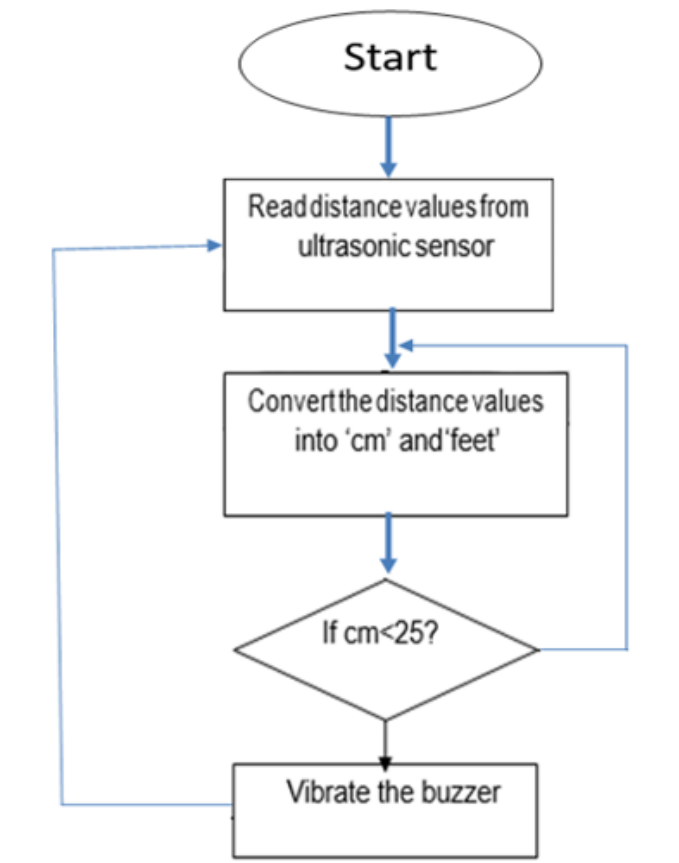 Start
Read distance values from
ultrasonic sensor
Convert the distance values
into ‘cm’ and ‘feet’
If cm<25?
Vibrate the buzzer